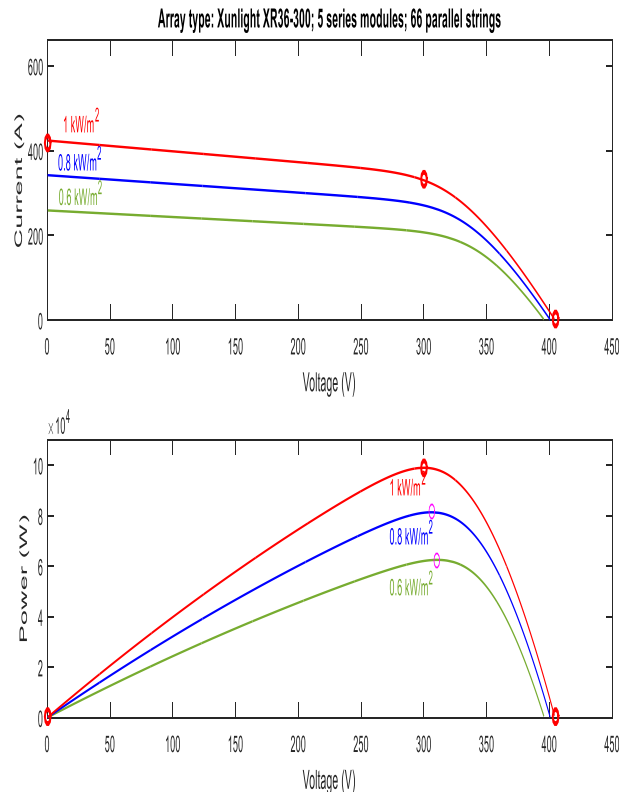 Array type: Xunlight XR36-300; 5 series modules; 66 parallel strings
Current (A)
600
400
200
0
1 kW/m²
0.8 kW/m²
0.6 kW/m²
0 50 100 150 200 250 300 350 400 450
Voltage (V)
×10⁴
Power (W)
10
8
6
4
2
0
1 kW/m²
0.8 kW/m²
0.6 kW/m²
0 50 100 150 200 250 300 350 400 450
Voltage (V)